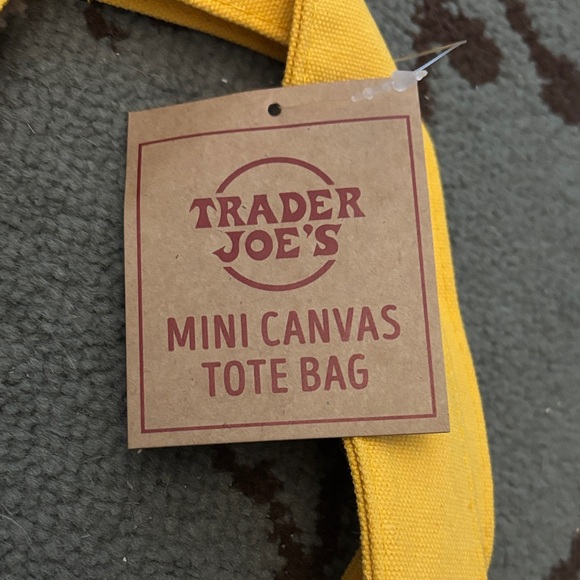 TRADER
JOE'S
MINI CANVAS
TOTE BAG